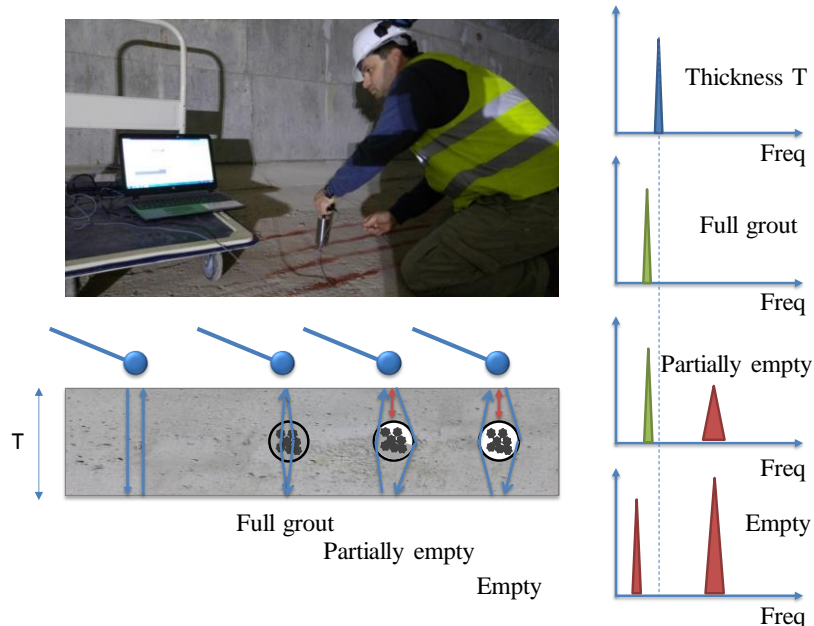 Thickness T
Freq
Full grout
Freq
Partially empty
Freq
Empty
Freq
T
Full grout
Partially empty
Empty